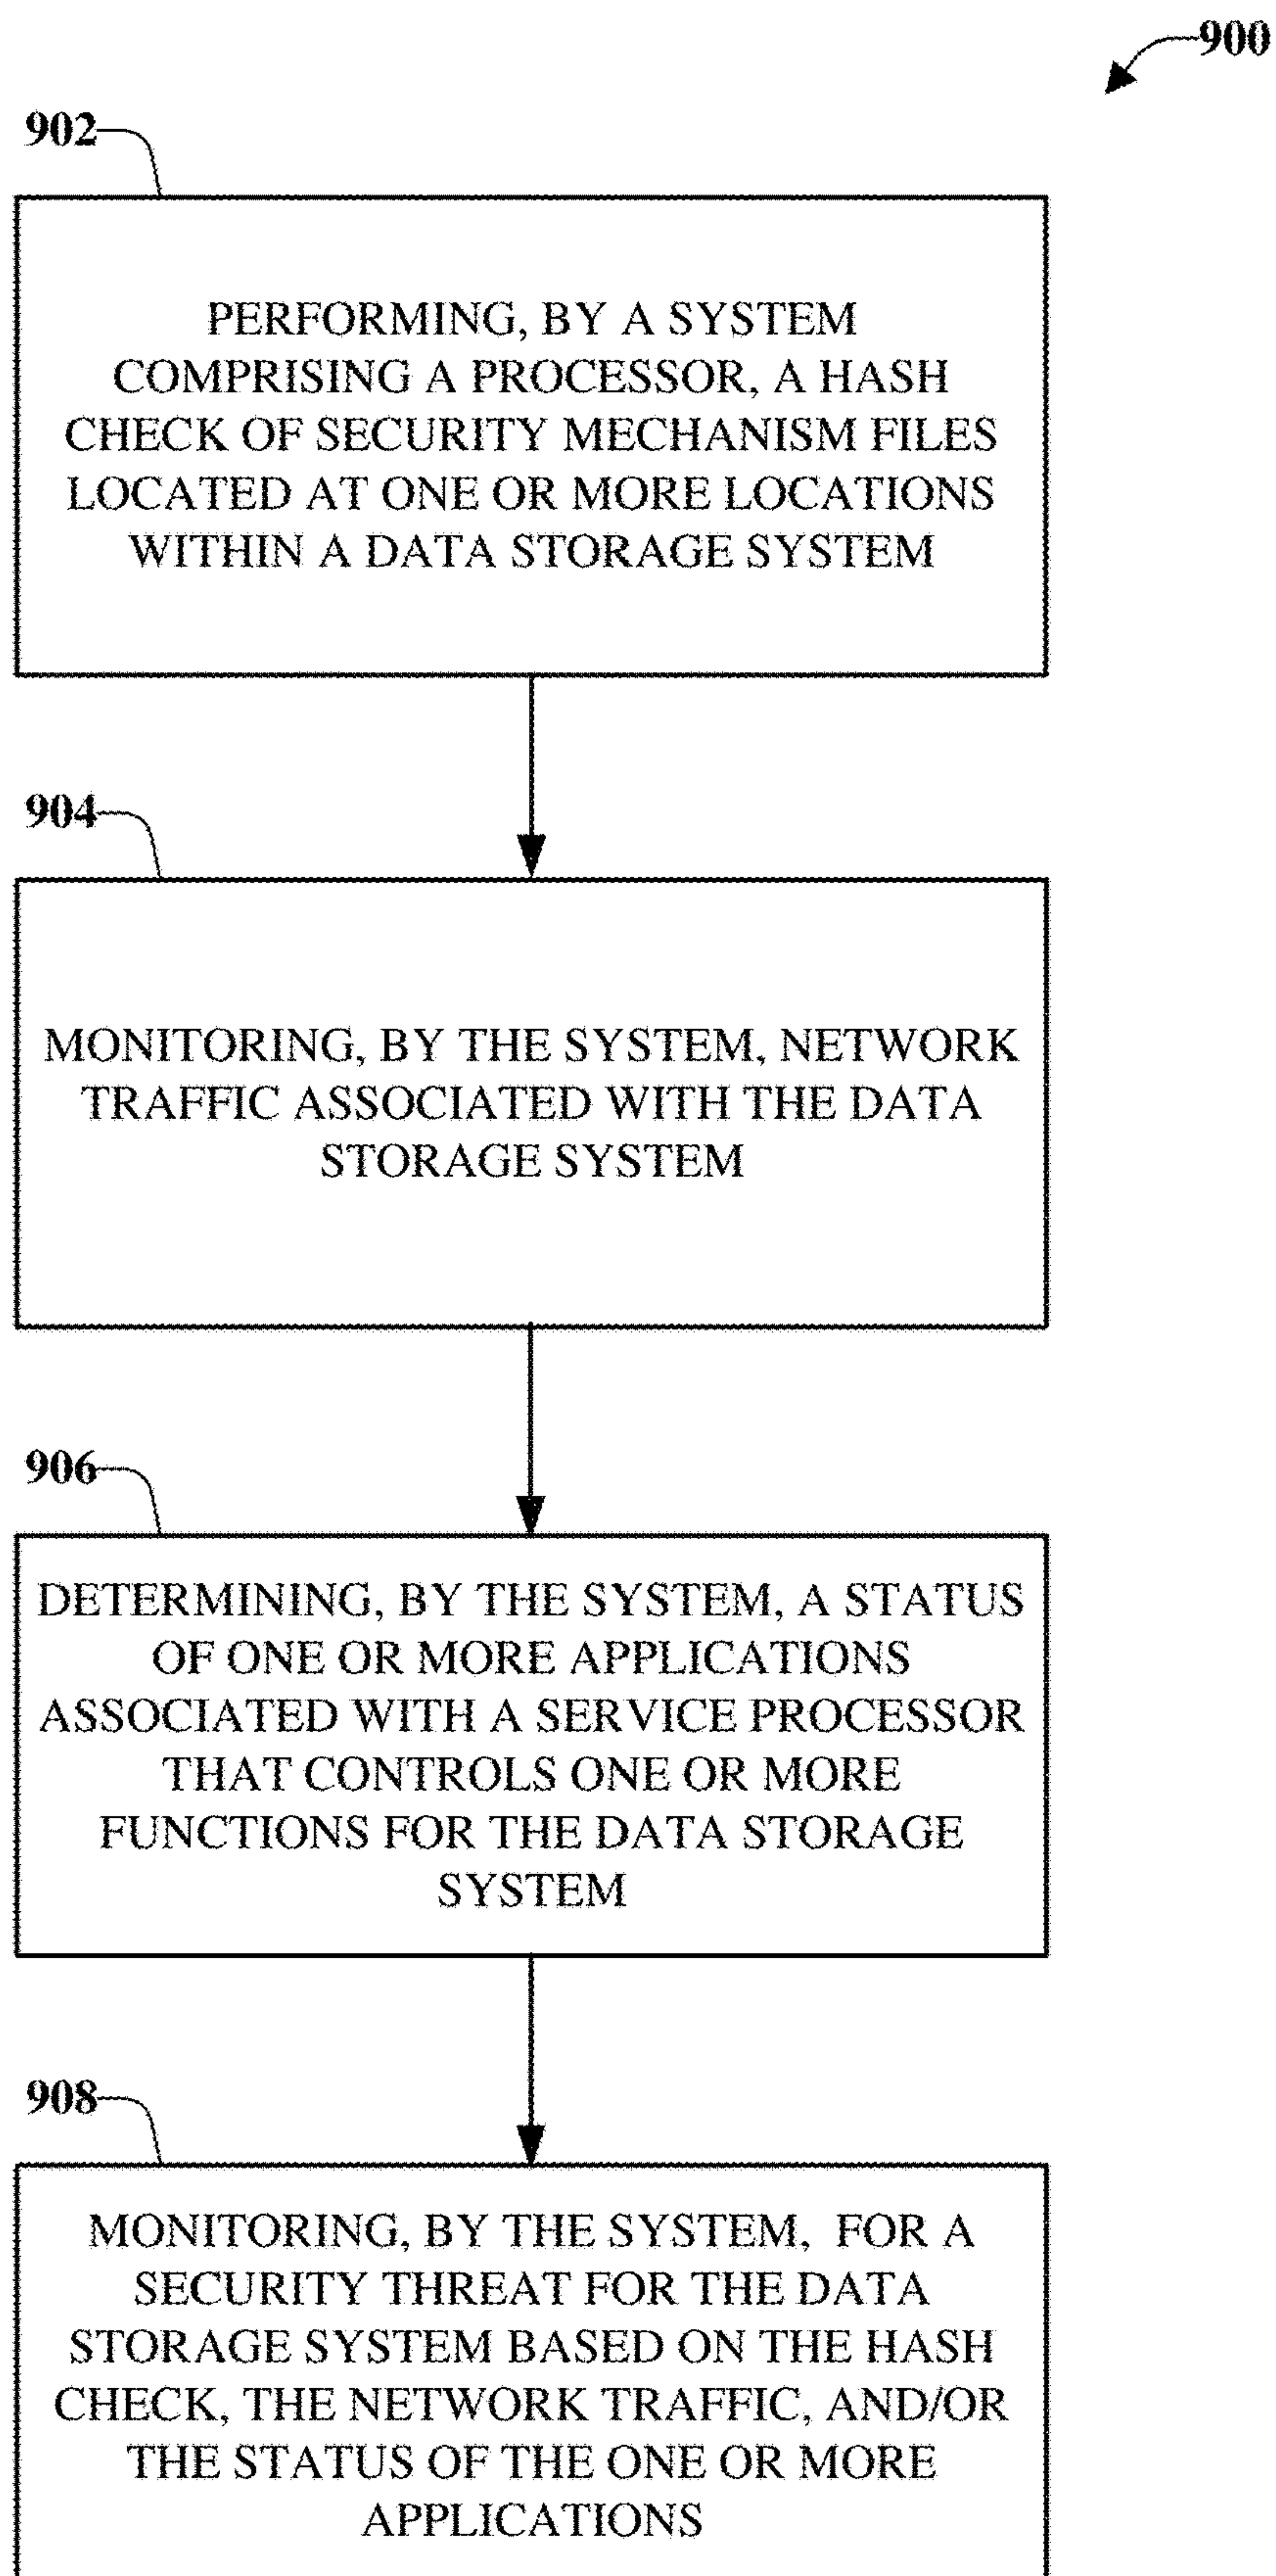 900
902
PERFORMING, BY A SYSTEM
COMPRISING A PROCESSOR, A HASH
CHECK OF SECURITY MECHANISM FILES
LOCATED AT ONE OR MORE LOCATIONS
WITHIN A DATA STORAGE SYSTEM
904
MONITORING, BY THE SYSTEM, NETWORK
TRAFFIC ASSOCIATED WITH THE DATA
STORAGE SYSTEM
906
DETERMINING, BY THE SYSTEM, A STATUS
OF ONE OR MORE APPLICATIONS
ASSOCIATED WITH A SERVICE PROCESSOR
THAT CONTROLS ONE OR MORE
FUNCTIONS FOR THE DATA STORAGE
SYSTEM
908
MONITORING, BY THE SYSTEM, FOR A
SECURITY THREAT FOR THE DATA
STORAGE SYSTEM BASED ON THE HASH
CHECK, THE NETWORK TRAFFIC, AND/OR
THE STATUS OF THE ONE OR MORE
APPLICATIONS